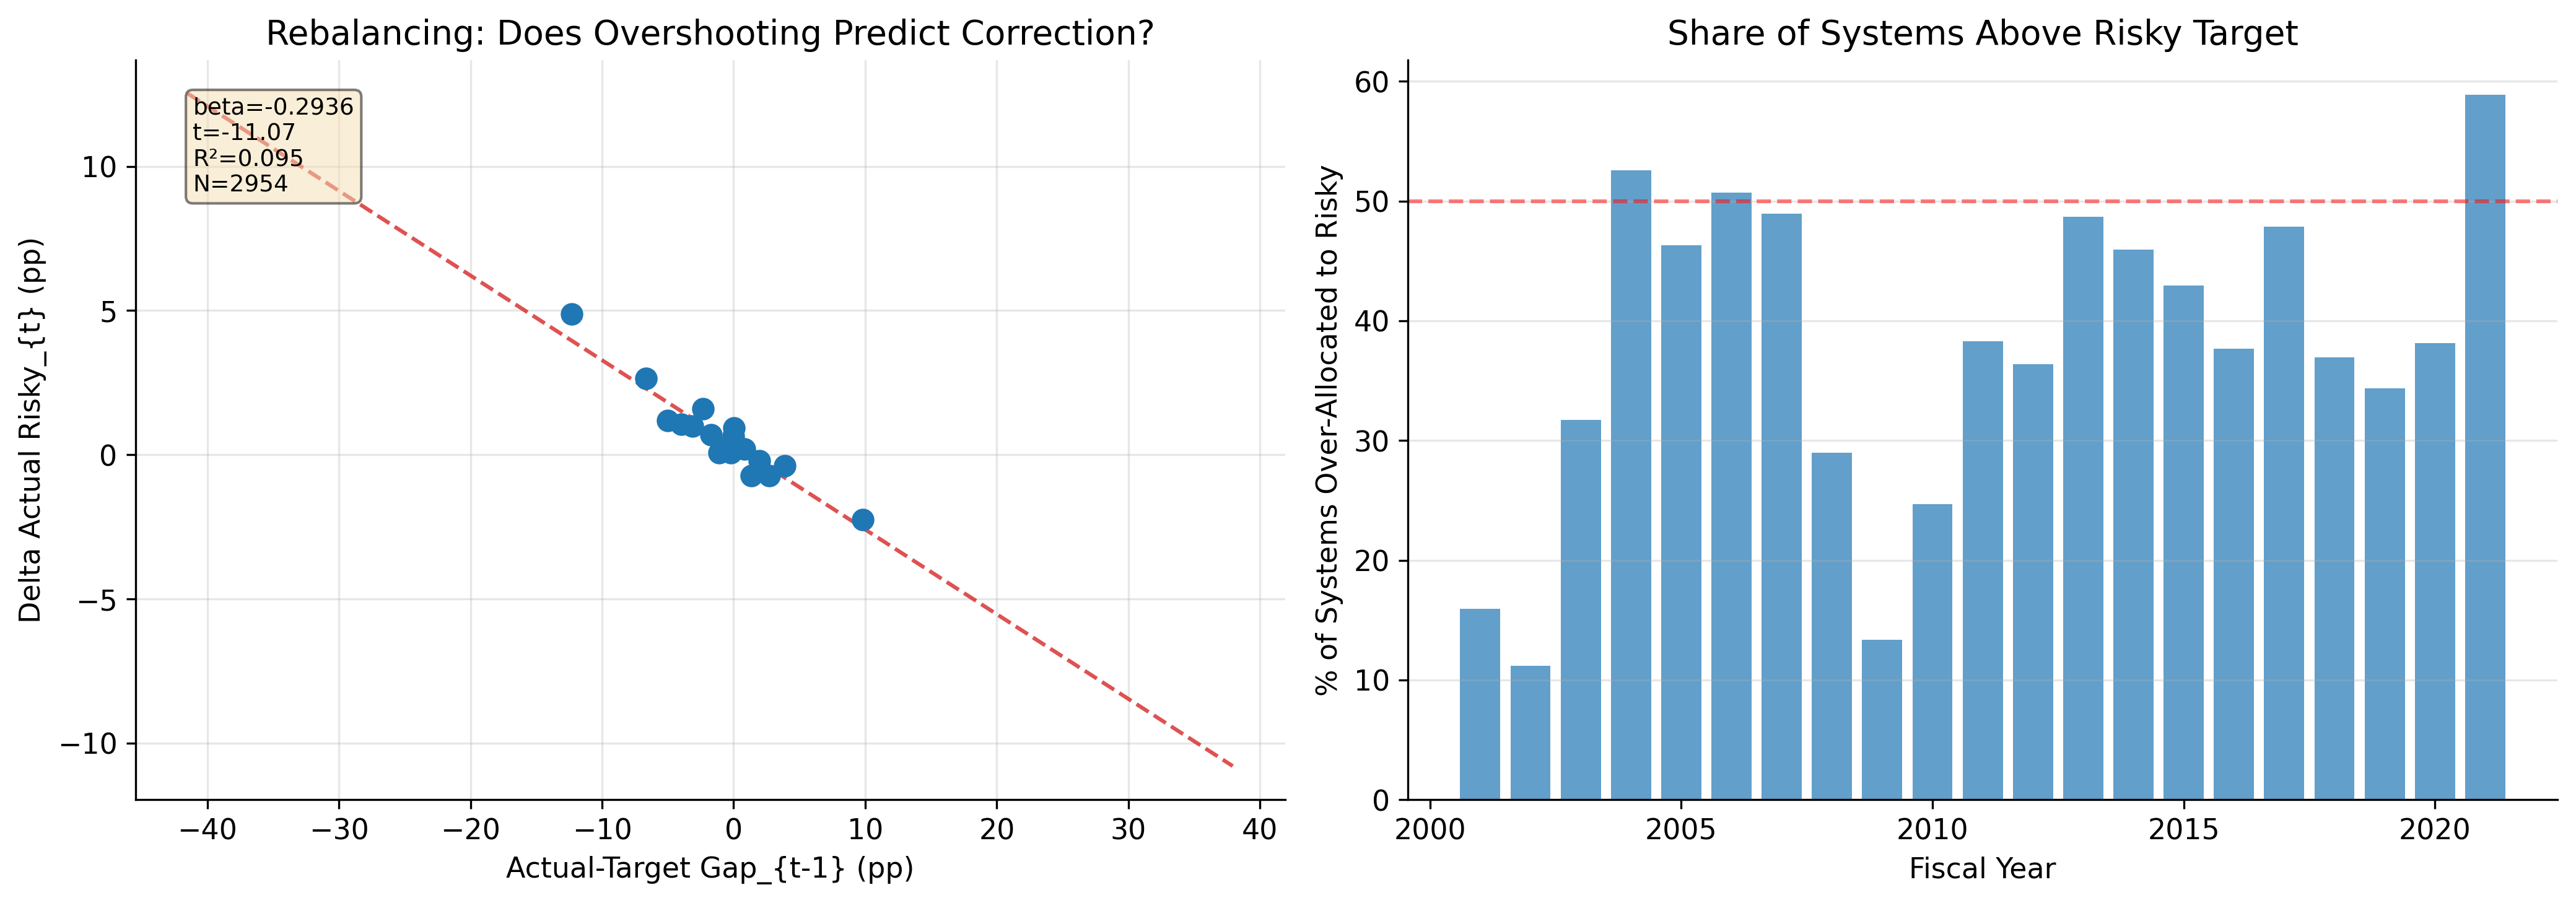 Rebalancing: Does Overshooting Predict Correction?
beta=-0.2936
t=-11.07
R²=0.095
N=2954
10
5
0
−5
−10
Delta Actual Risky_{t} (pp)
−40 −30 −20 −10 0 10 20 30 40
Actual-Target Gap_{t-1} (pp)
Share of Systems Above Risky Target
60
50
40
30
20
10
0
% of Systems Over-Allocated to Risky
2000 2005 2010 2015 2020
Fiscal Year